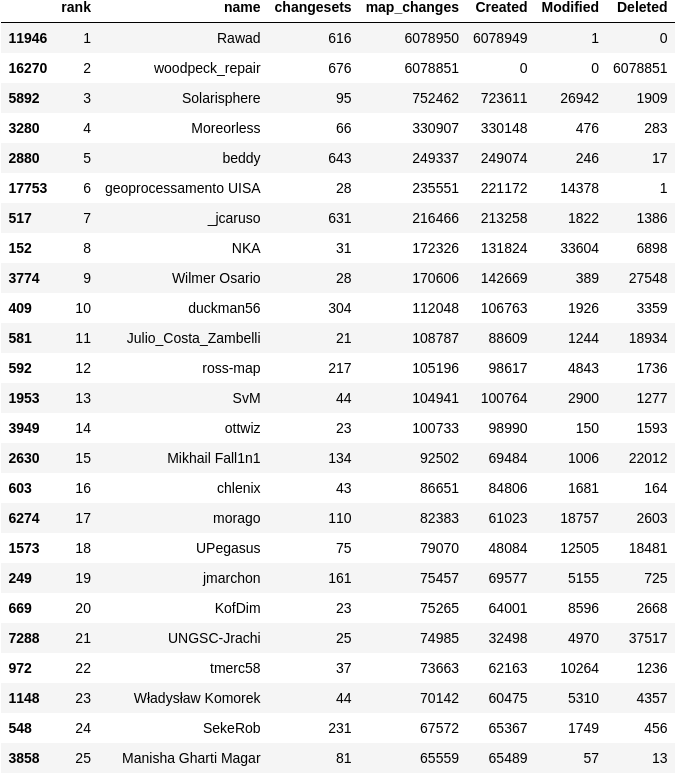 rank name changesets map_changes Created Modified Deleted
11946 1 Rawad 616 6078950 6078949 1 0
16270 2 woodpeck_repair 676 6078851 0 0 6078851
5892 3 Solarisphere 95 752462 723611 26942 1909
3280 4 Moreorless 66 330907 330148 476 283
2880 5 beddy 643 249337 249074 246 17
17753 6 geoprocessamento UISA 28 235551 221172 14378 1
517 7 _jcaruso 631 216466 213258 1822 1386
152 8 NKA 31 172326 131824 33604 6898
3774 9 Wilmer Osario 28 170606 142669 389 27548
409 10 duckman56 304 112048 106763 1926 3359
581 11 Julio_Costa_Zambelli 21 108787 88609 1244 18934
592 12 ross-map 217 105196 98617 4843 1736
1953 13 SvM 44 104941 100764 2900 1277
3949 14 ottwiz 23 100733 98990 150 1593
2630 15 Mikhail Fall1n1 134 92502 69484 1006 22012
603 16 chlenix 43 86651 84806 1681 164
6274 17 morago 110 82383 61023 18757 2603
1573 18 UPegasus 75 79070 48084 12505 18481
249 19 jmarchon 161 75457 69577 5155 725
669 20 KofDim 23 75265 64001 8596 2668
7288 21 UNGSC-Jrachi 25 74985 32498 4970 37517
972 22 tmerc58 37 73663 62163 10264 1236
1148 23 Władysław Komorek 44 70142 60475 5310 4357
548 24 SekeRob 231 67572 65367 1749 456
3858 25 Manisha Gharti Magar 81 65559 65489 57 13